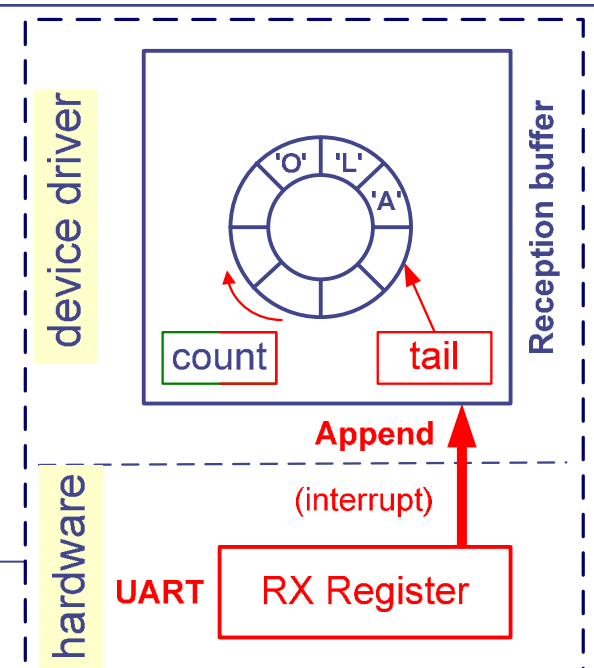 device driver
Reception buffer
'O'
'L'
'A'
count
tail
Append
(interrupt)
hardware
UART
RX Register